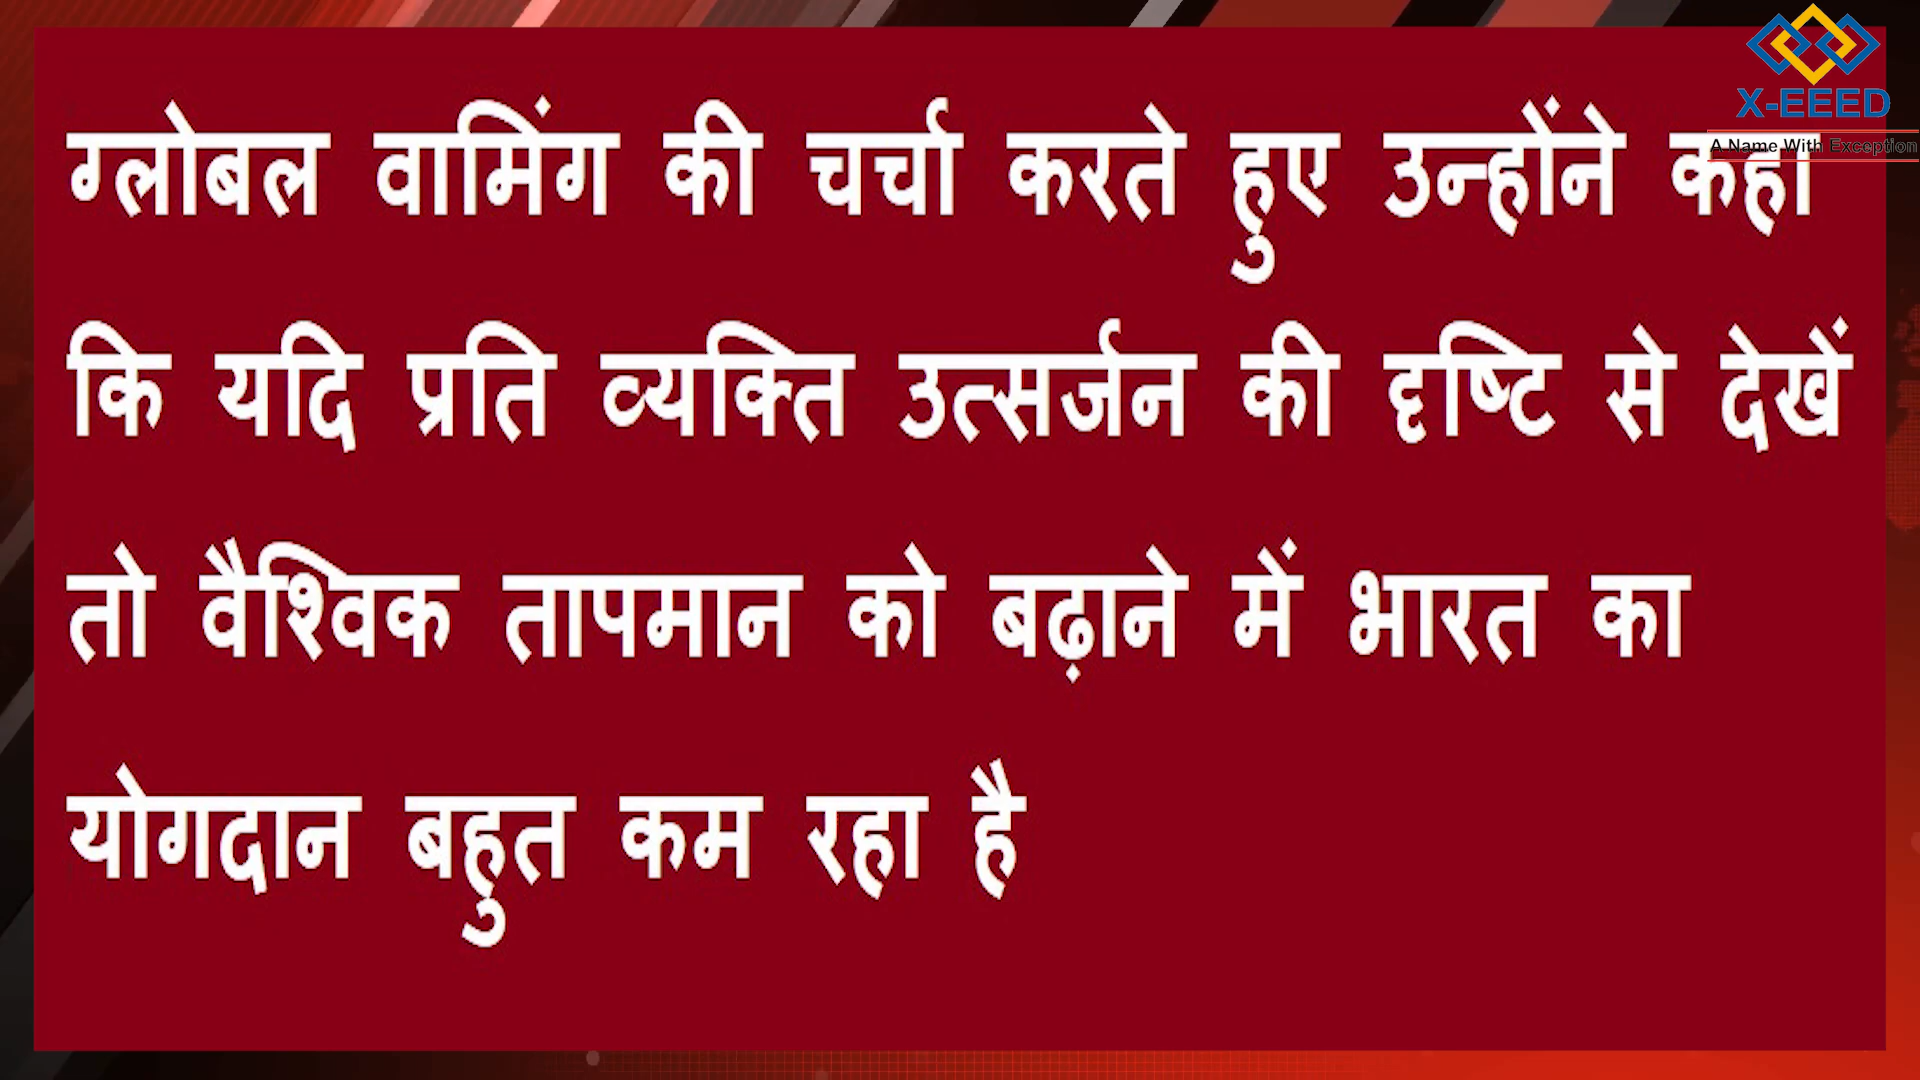 X-EEED
A Name With Exception
ग्लोबल वामिंग की चर्चा करते हुए उन्होंने कहा
कि यदि प्रति व्यक्ति उत्सर्जन की दृष्टि से देखें
तो वैश्विक तापमान को बढ़ाने में भारत का
योगदान बहुत कम रहा है